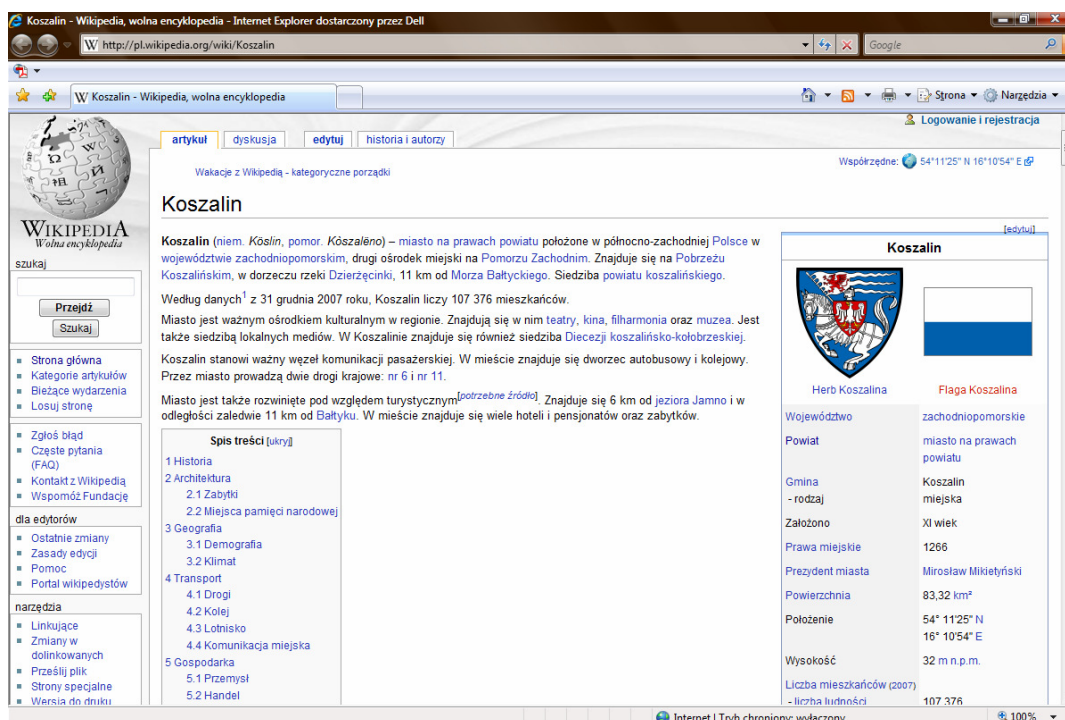 Koszalin - Wikipedia, wolna encyklopedia - Internet Explorer dostarczony przez Dell
http://pl.wikipedia.org/wiki/Koszalin
Google
Koszalin - Wikipedia, wolna encyklopedia
Strona
Narzędzia
Logowanie i rejestracja
artykuł
dyskusja
edytuj
historia i autorzy
Współrzędne: 54°11'25" N 16°10'54" E
Wakacje z Wikipedią - kategoryczne porządki
Koszalin
WIKIPEDIA
Wolna encyklopedia
szukaj
Przejdź
Szukaj
Strona główna
Kategorie artykułów
Bieżące wydarzenia
Losuj stronę
Zgłoś błąd
Częste pytania
(FAQ)
Kontakt z Wikipedią
Wspomóż Fundację
dla edytorów
Ostatnie zmiany
Zasady edycji
Pomoc
Portal wikipedystów
narzędzia
Linkujące
Zmiany w
dolinkowanych
Prześlij plik
Strony specjalne
Wersja do druku
Koszalin (niem. Köslin, pomor. Kòszalëno) – miasto na prawach powiatu położone w północno-zachodniej Polsce w
województwie zachodniopomorskim, drugi ośrodek miejski na Pomorzu Zachodnim. Znajduje się na Pobrzeżu
Koszalińskim, w dorzeczu rzeki Dzierżęcinki, 11 km od Morza Bałtyckiego. Siedziba powiatu koszalińskiego.
Według danych1 z 31 grudnia 2007 roku, Koszalin liczy 107 376 mieszkańców.
Miasto jest ważnym ośrodkiem kulturalnym w regionie. Znajdują się w nim teatry, kina, filharmonia oraz muzea. Jest
także siedzibą lokalnych mediów. W Koszalinie znajduje się również siedziba Diecezji koszalińsko-kołobrzeskiej.
Koszalin stanowi ważny węzeł komunikacji pasażerskiej. W mieście znajduje się dworzec autobusowy i kolejowy.
Przez miasto prowadzą dwie drogi krajowe: nr 6 i nr 11.
Miasto jest także rozwinięte pod względem turystycznym[potrzebne źródło]. Znajduje się 6 km od jeziora Jamno i w
odległości zaledwie 11 km od Bałtyku. W mieście znajduje się wiele hoteli i pensjonatów oraz zabytków.
Spis treści [ukryj]
1 Historia
2 Architektura
2.1 Zabytki
2.2 Miejsca pamięci narodowej
3 Geografia
3.1 Demografia
3.2 Klimat
4 Transport
4.1 Drogi
4.2 Kolej
4.3 Lotnisko
4.4 Komunikacja miejska
5 Gospodarka
5.1 Przemysł
5.2 Handel
[edytuj]
Koszalin
Herb Koszalina
Flaga Koszalina
Województwo zachodniopomorskie
Powiat miasto na prawach
powiatu
Gmina Koszalin
- rodzaj miejska
Założono XI wiek
Prawa miejskie 1266
Prezydent miasta Mirosław Mikietyński
Powierzchnia 83,32 km²
Położenie 54° 11'25" N
16° 10'54" E
Wysokość 32 m n.p.m.
Liczba mieszkańców (2007)
- liczba ludności 107 376
Internet | Tryb chroniony: wyłączony
100%